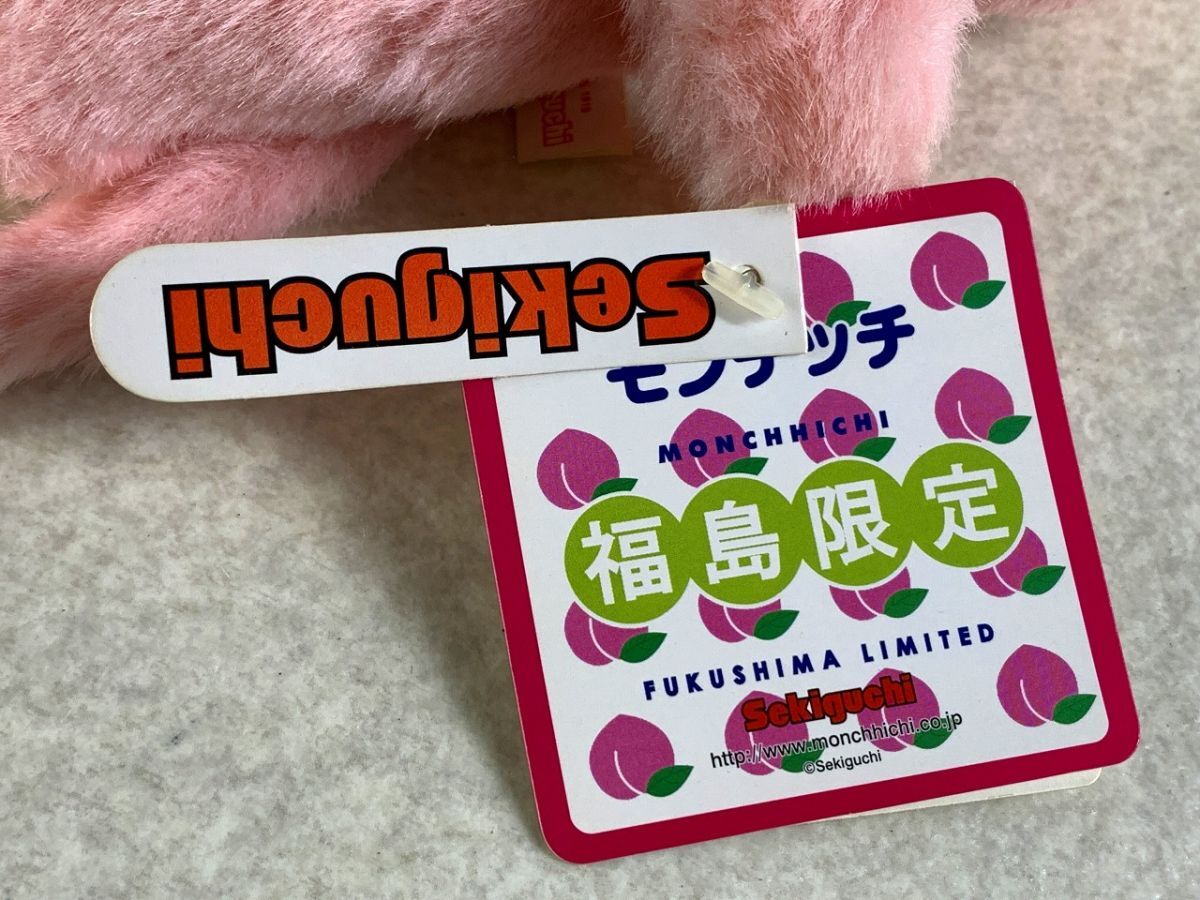 Sekiguchi
モンチッチ
MONCHHICHI
福島限定
FUKUSHIMA LIMITED
Sekiguchi
http://www.monchhichi.co.jp
©Sekiguchi